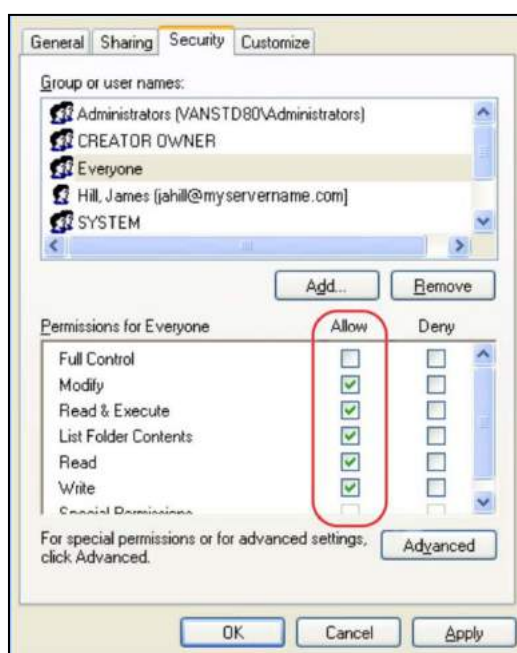 General Sharing Security Customize
Group or user names:
Administrators (VANSTD80\Administrators)
CREATOR OWNER
Everyone
Hill, James (jahill@myservername.com]
SYSTEM
Add... Remove
Permissions for Everyone Allow Deny
Full Control
Modify
Read & Execute
List Folder Contents
Read
Write
Special Permissions
For special permissions or for advanced settings, click Advanced.
Advanced
OK Cancel Apply